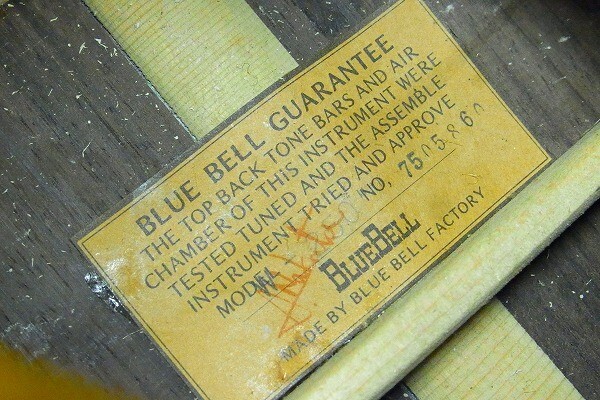 BLUE BELL GUARANTEE
THE TOP BACK TONE BARS AND AIR
CHAMBER OF THIS INSTRUMENT WERE
TESTED TUNED AND THE ASSEMBLE
INSTRUMENT FRIED AND APPROVE
MODEL W NO, 7505860
BLUEBELL
MADE BY BLUE BELL FACTORY